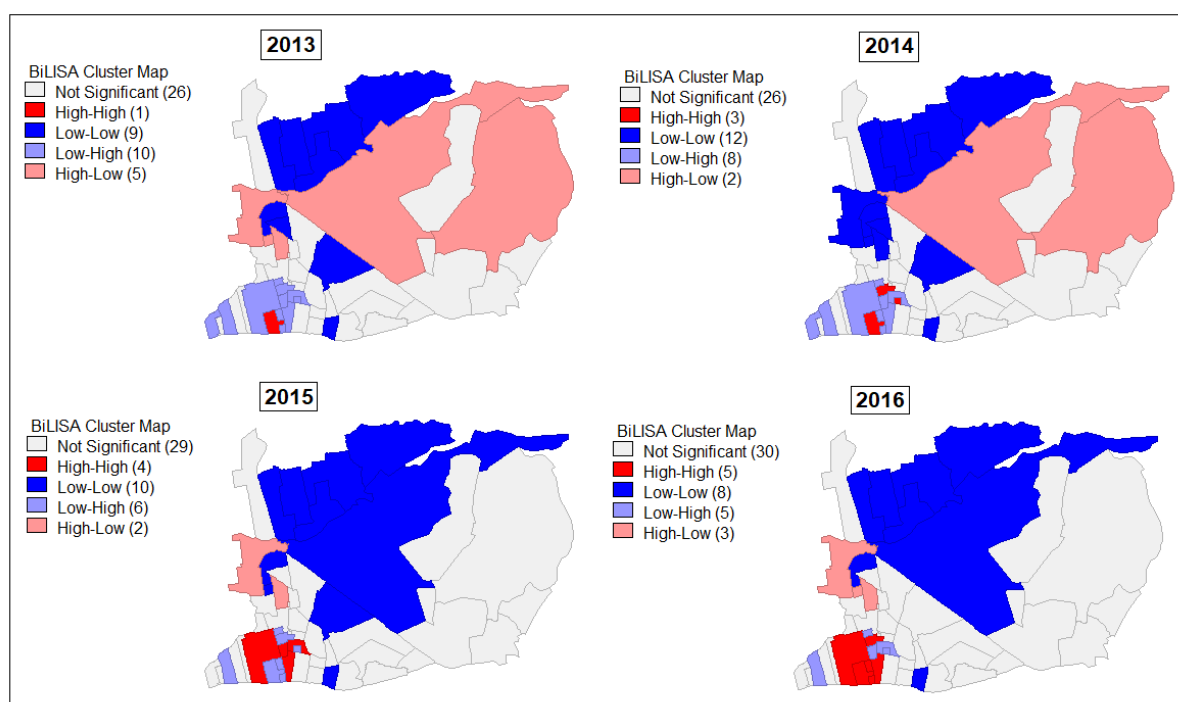 2013
BiLISA Cluster Map
Not Significant (26)
High-High (1)
Low-Low (9)
Low-High (10)
High-Low (5)
2014
BiLISA Cluster Map
Not Significant (26)
High-High (3)
Low-Low (12)
Low-High (8)
High-Low (2)
2015
BiLISA Cluster Map
Not Significant (29)
High-High (4)
Low-Low (10)
Low-High (6)
High-Low (2)
2016
BiLISA Cluster Map
Not Significant (30)
High-High (5)
Low-Low (8)
Low-High (5)
High-Low (3)